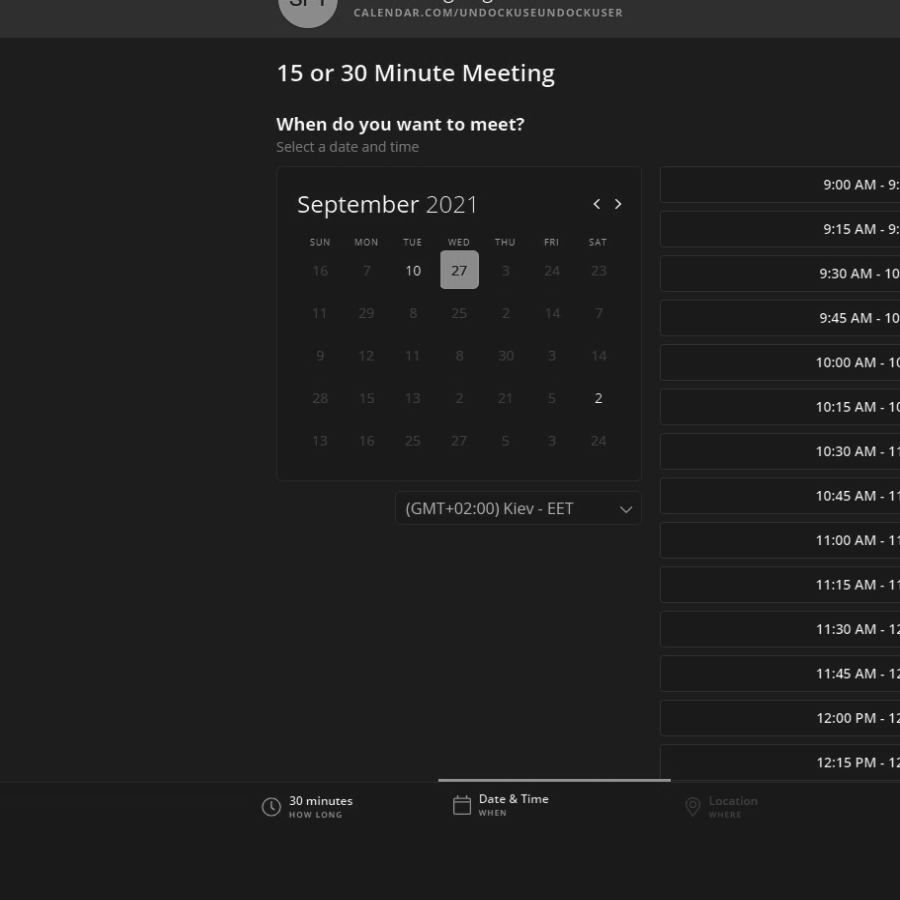 CALENDAR.COM/UNDOCKUSEUNDOCKUSER
15 or 30 Minute Meeting
When do you want to meet?
Select a date and time
September 2021
SUN MON TUE WED THU FRI SAT
16 7 10 27 3 24 23
11 29 8 25 2 14 7
9 12 11 8 30 3 14
28 15 13 2 21 5 2
13 16 25 27 5 3 24
(GMT+02:00) Kiev - EET
9:00 AM - 9:
9:15 AM - 9:
9:30 AM - 10
9:45 AM - 10
10:00 AM - 10
10:15 AM - 10
10:30 AM - 11
10:45 AM - 11
11:00 AM - 11
11:15 AM - 11
11:30 AM - 12
11:45 AM - 12
12:00 PM - 12
12:15 PM - 12
30 minutes
HOW LONG
Date & Time
WHEN
Location
WHERE